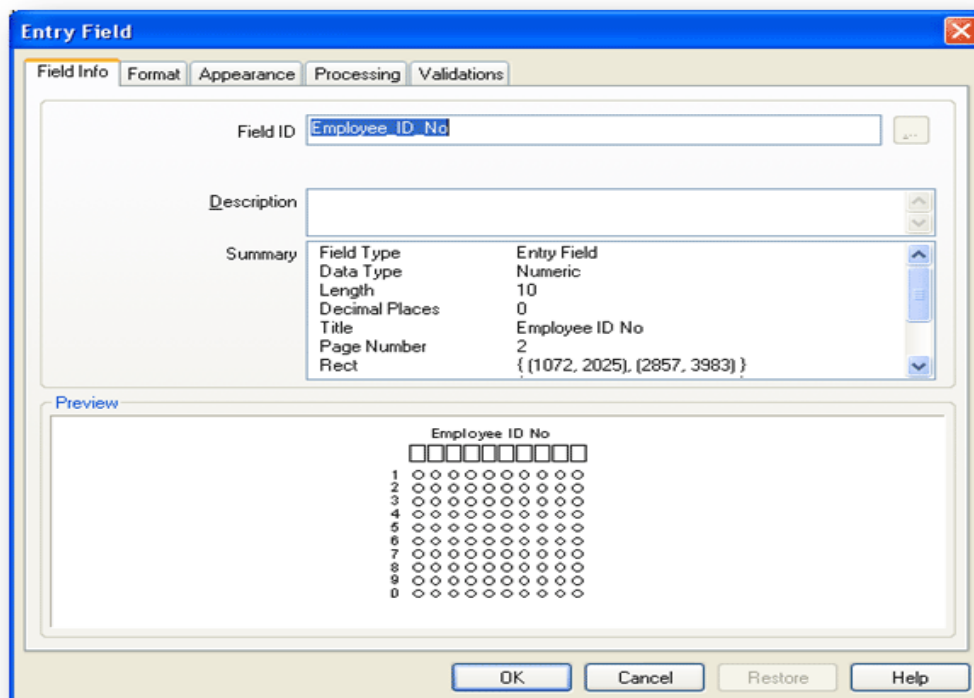 Entry Field
Field Info Format Appearance Processing Validations
Field ID Employee_ID_No ...
Description
Summary Field Type Entry Field
Data Type Numeric
Length 10
Decimal Places 0
Title Employee ID No
Page Number 2
Rect { (1072, 2025), (2857, 3983) }
Preview
Employee ID No
1
2
3
4
5
6
7
8
9
0
OK Cancel Restore Help